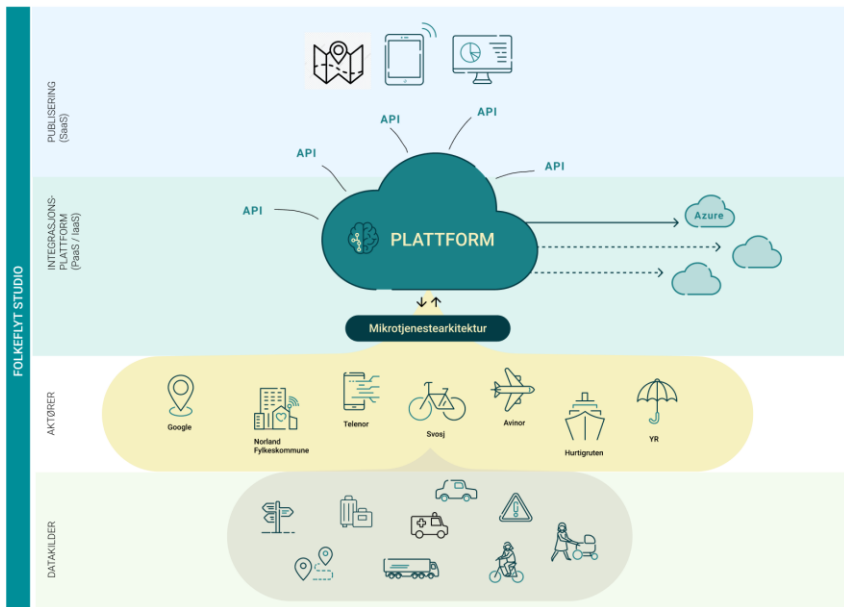 FOLKEFLYT STUDIO
PUBLISERING
(SaaS)
API
API
API
API
API
INTEGRASJONS-
PLATTFORM
(PaaS / IaaS)
PLATTFORM
Azure
Mikrotjenestearkitektur
AKTØRER
Google
Norland
Fylkeskommune
Telenor
Svosj
Avinor
Hurtigruten
YR
DATAKILDER